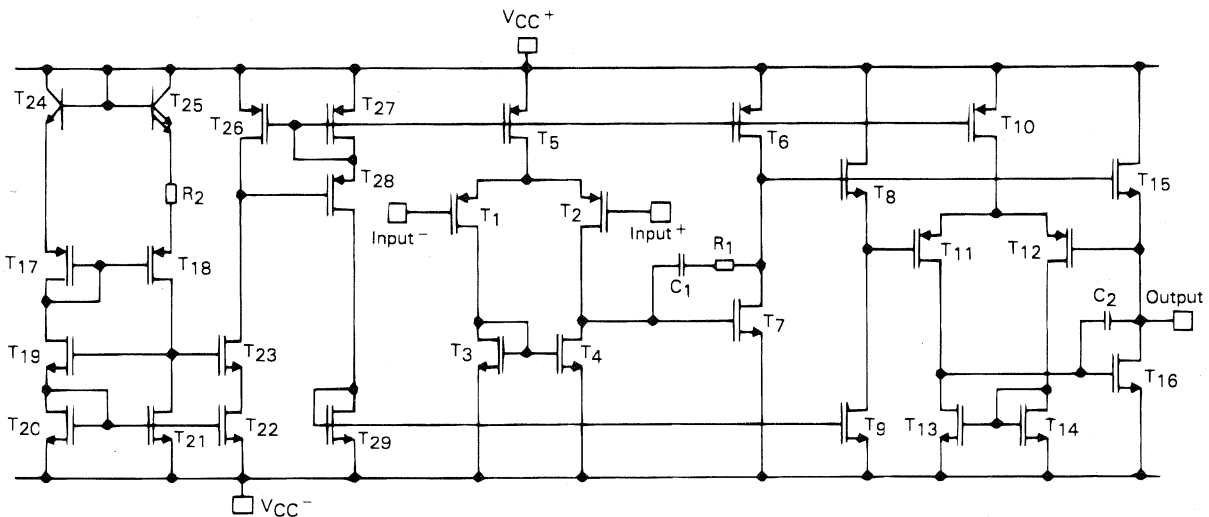 VCC+
T24
T25
T26
T27
T5
T6
T10
T28
R2
T8
T15
T1
T2
Input-
Input+
T11
T12
T17
T18
R1
C1
C2
Output
T7
T19
T23
T3
T4
T16
T20
T21
T22
T29
T9
T13
T14
VCC-